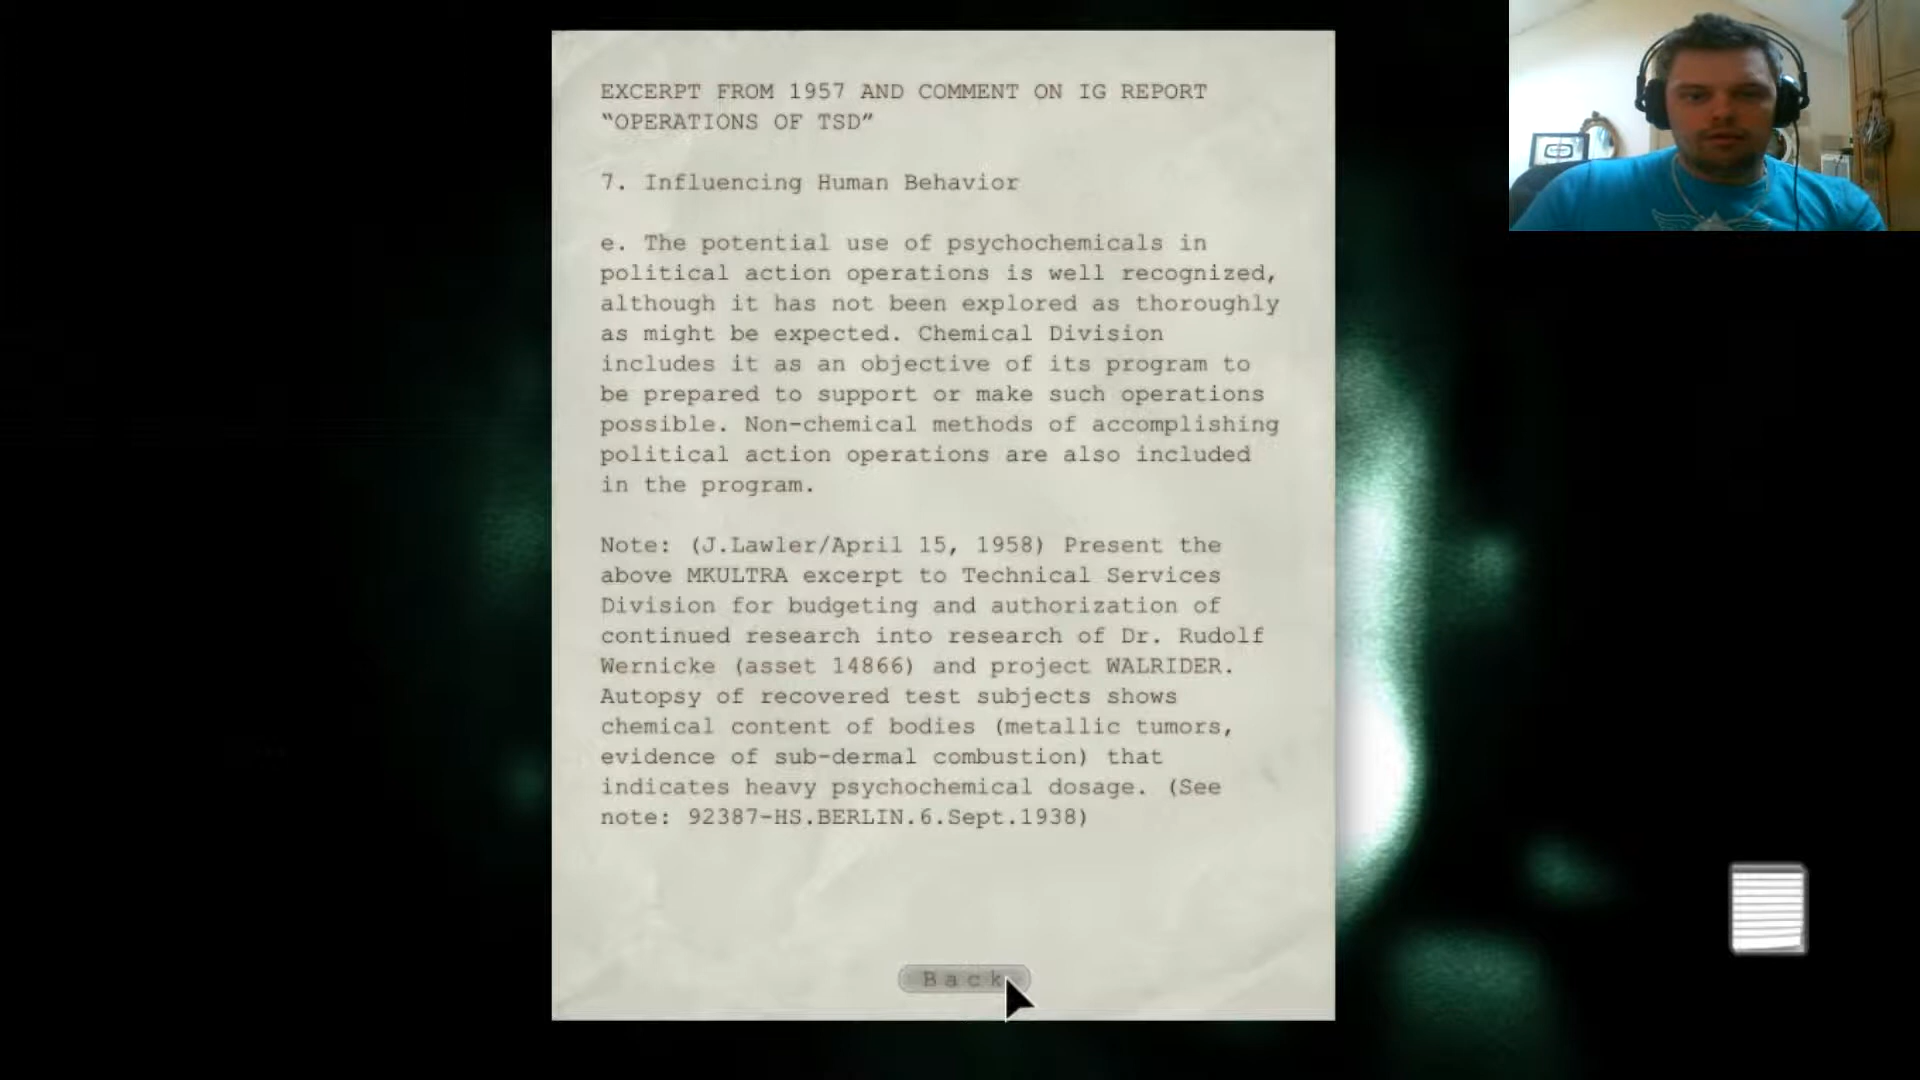 EXCERPT FROM 1957 AND COMMENT ON IG REPORT
“OPERATIONS OF TSD”
7. Influencing Human Behavior
e. The potential use of psychochemicals in
political action operations is well recognized,
although it has not been explored as thoroughly
as might be expected. Chemical Division
includes it as an objective of its program to
be prepared to support or make such operations
possible. Non-chemical methods of accomplishing
political action operations are also included
in the program.
Note: (J.Lawler/April 15, 1958) Present the
above MKULTRA excerpt to Technical Services
Division for budgeting and authorization of
continued research into research of Dr. Rudolf
Wernicke (asset 14866) and project WALRIDER.
Autopsy of recovered test subjects shows
chemical content of bodies (metallic tumors,
evidence of sub-dermal combustion) that
indicates heavy psychochemical dosage. (See
note: 92387-HS.BERLIN.6.Sept.1938)
Back